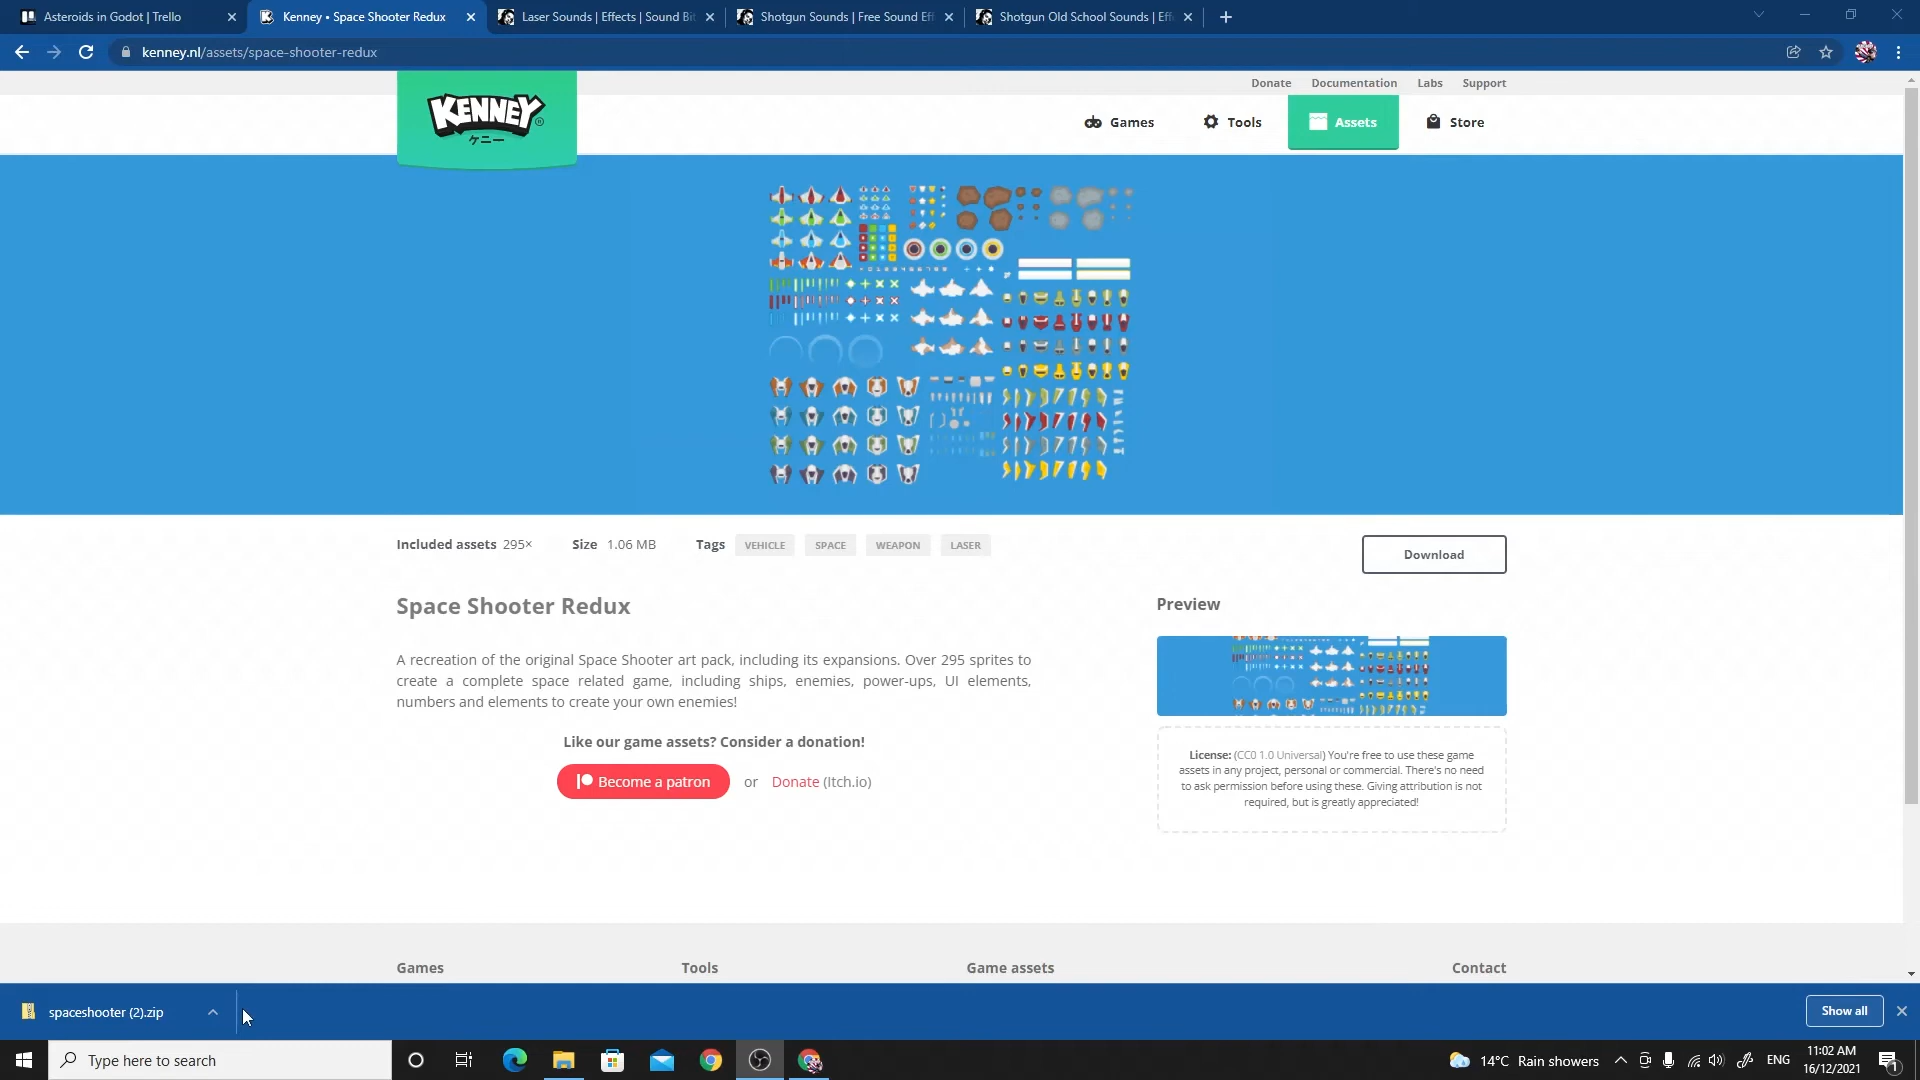 Asteroids in Godot | Trello
Kenney • Space Shooter Redux
Laser Sounds | Effects | Sound Bit
Shotgun Sounds | Free Sound Eff
Shotgun Old School Sounds | Eff
kenney.nl/assets/space-shooter-redux
Donate Documentation Labs Support
KENNEY
ケニー
Games Tools Assets Store
Included assets 295×
Size 1.06 MB
Tags VEHICLE SPACE WEAPON LASER
Download
Space Shooter Redux
A recreation of the original Space Shooter art pack, including its expansions. Over 295 sprites to
create a complete space related game, including ships, enemies, power-ups, UI elements,
numbers and elements to create your own enemies!
Like our game assets? Consider a donation!
Become a patron or Donate (Itch.io)
Preview
License: (CC0 1.0 Universal) You're free to use these game
assets in any project, personal or commercial. There's no need
to ask permission before using these. Giving attribution is not
required, but is greatly appreciated!
Games Tools Game assets Contact
spaceshooter (2).zip
Show all
Type here to search
14°C Rain showers
ENG
11:02 AM
16/12/2021
1